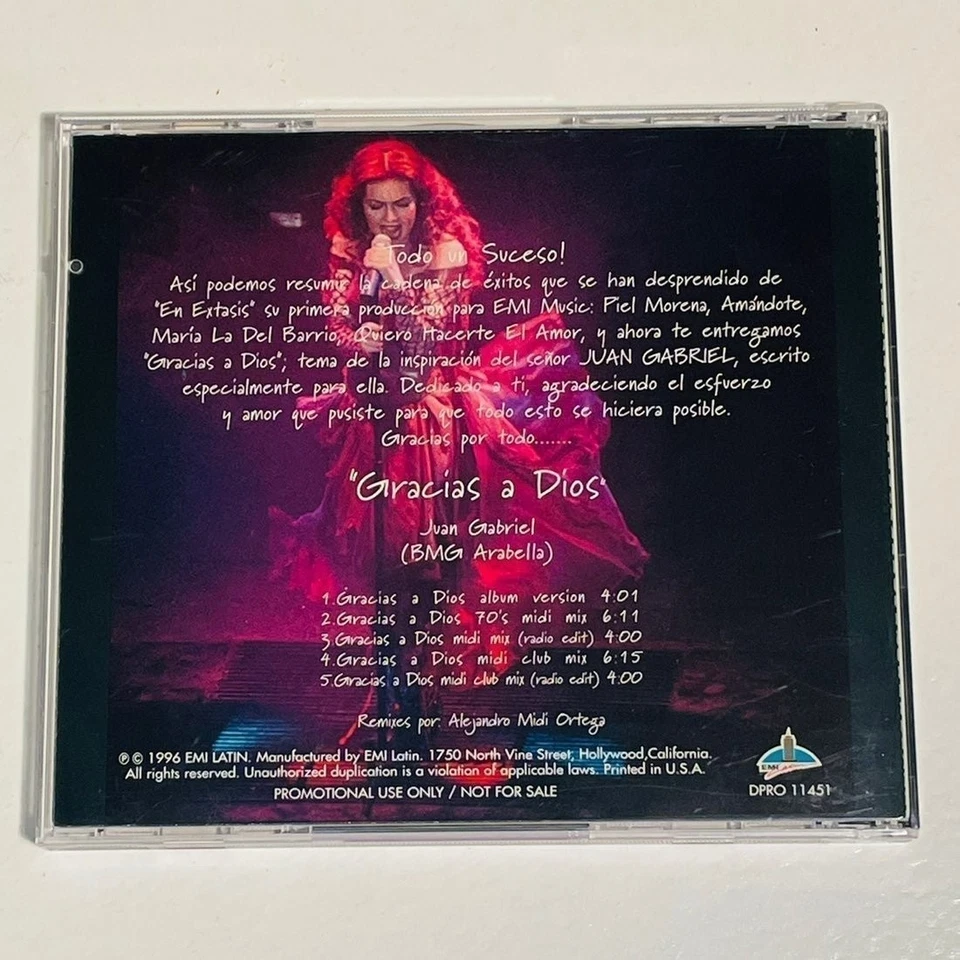 Todo un Suceso!
Así podemos resumir la cadena de éxitos que se han desprendido de
"En Extasis" su primera producción para EMI Music: Piel Morena, Amándote,
María La Del Barrio, Quiero Hacerte El Amor, y ahora te entregamos
"Gracias a Dios"; tema de la inspiración del señor JUAN GABRIEL, escrito
especialmente para ella. Dedicado a ti, agradeciendo el esfuerzo
y amor que pusiste para que todo esto se hiciera posible.
Gracias por todo.......
"Gracias a Dios"
Juan Gabriel
(BMG Arabella)
1.Gracias a Dios album version 4:01
2.Gracias a Dios 70's midi mix 6:11
3.Gracias a Dios midi mix (radio edit) 4:00
4.Gracias a Dios midi club mix 6:15
5.Gracias a Dios midi club mix (radio edit) 4:00
Remixes por: Alejandro Midi Ortega
℗ © 1996 EMI LATIN. Manufactured by EMI Latin. 1750 North Vine Street, Hollywood,California.
All rights reserved. Unauthorized duplication is a violation of applicable laws. Printed in U.S.A.
PROMOTIONAL USE ONLY / NOT FOR SALE
EMI
DPRO 11451